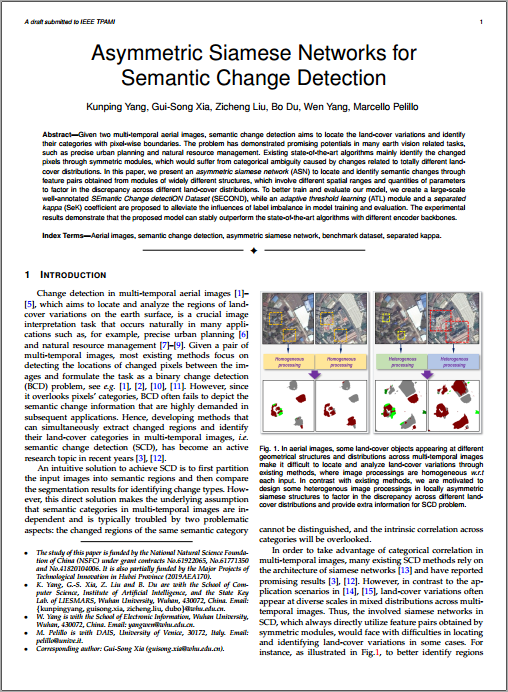 A draft submitted to IEEE TPAMI
1
Asymmetric Siamese Networks for
Semantic Change Detection
Kunping Yang, Gui-Song Xia, Zicheng Liu, Bo Du, Wen Yang, Marcello Pelillo
Abstract—Given two multi-temporal aerial images, semantic change detection aims to locate the land-cover variations and identify
their categories with pixel-wise boundaries. The problem has demonstrated promising potentials in many earth vision related tasks,
such as precise urban planning and natural resource management. Existing state-of-the-art algorithms mainly identify the changed
pixels through symmetric modules, which would suffer from categorical ambiguity caused by changes related to totally different land-
cover distributions. In this paper, we present an asymmetric siamese network (ASN) to locate and identify semantic changes through
feature pairs obtained from modules of widely different structures, which involve different spatial ranges and quantities of parameters
to factor in the discrepancy across different land-cover distributions. To better train and evaluate our model, we create a large-scale
well-annotated SEmantic Change detectiON Dataset (SECOND), while an adaptive threshold learning (ATL) module and a separated
kappa (SeK) coefficient are proposed to alleviate the influences of label imbalance in model training and evaluation. The experimental
results demonstrate that the proposed model can stably outperform the state-of-the-art algorithms with different encoder backbones.
Index Terms—Aerial images, semantic change detection, asymmetric siamese network, benchmark dataset, separated kappa.
1 INTRODUCTION
Change detection in multi-temporal aerial images [1]–
[5], which aims to locate and analyze the regions of land-
cover variations on the earth surface, is a crucial image
interpretation task that occurs naturally in many appli-
cations such as, for example, precise urban planning [6]
and natural resource management [7]–[9]. Given a pair of
multi-temporal images, most existing methods focus on
detecting the locations of changed pixels between the im-
ages and formulate the task as a binary change detection
(BCD) problem, see e.g. [1], [2], [10], [11]. However, since
it overlooks pixels' categories, BCD often fails to depict the
semantic change information that are highly demanded in
subsequent applications. Hence, developing methods that
can simultaneously extract changed regions and identify
their land-cover categories in multi-temporal images, i.e.
semantic change detection (SCD), has become an active
research topic in recent years [3], [12].
An intuitive solution to achieve SCD is to first partition
the input images into semantic regions and then compare
the segmentation results for identifying change types. How-
ever, this direct solution makes the underlying assumption
that semantic categories in multi-temporal images are in-
dependent and is typically troubled by two problematic
aspects: the changed regions of the same semantic category
• The study of this paper is funded by the National Natural Science Founda-
tion of China (NSFC) under grant contracts No.61922065, No.61771350
and No.41820104006. It is also partially funded by the Major Projects of
Technological Innovation in Hubei Province (2019AEA170).
• K. Yang, G.-S. Xia, Z. Liu and B. Du are with the School of Com-
puter Science, Institute of Artificial Intelligence, and the State Key
Lab. of LIESMARS, Wuhan University, Wuhan, 430072, China. Email:
{kunpingyang, guisong.xia, zicheng.liu, dubo}@whu.edu.cn.
• W. Yang is with the School of Electronic Information, Wuhan University,
Wuhan, 430072, China. Email: yangwen@whu.edu.cn.
• M. Pelillo is with DAIS, University of Venice, 30172, Italy. Email:
pelillo@unive.it.
• Corresponding author: Gui-Song Xia (guisong.xia@whu.edu.cn).
Homogeneous
processing
Homogeneous
processing
Heterogeneous
processing
Heterogeneous
processing
Fig. 1. In aerial images, some land-cover objects appearing at different
geometrical structures and distributions across multi-temporal images
make it difficult to locate and analyze land-cover variations through
existing methods, where image processings are homogeneous w.r.t
each input. In contrast with existing methods, we are motivated to
design some heterogenous image processings in locally asymmetric
siamese structures to factor in the discrepancy across different land-
cover distributions and provide extra information for SCD problem.
cannot be distinguished, and the intrinsic correlation across
categories will be overlooked.
In order to take advantage of categorical correlation in
multi-temporal images, many existing SCD methods rely on
the architecture of siamese networks [13] and have reported
promising results [3], [12]. However, in contrast to the ap-
plication scenarios in [14], [15], land-cover variations often
appear at diverse scales in mixed distributions across multi-
temporal images. Thus, the involved siamese networks in
SCD, which always directly utilize feature pairs obtained by
symmetric modules, would face with difficulties in locating
and identifying land-cover variations in some cases. For
instance, as illustrated in Fig.1, to better identify regions